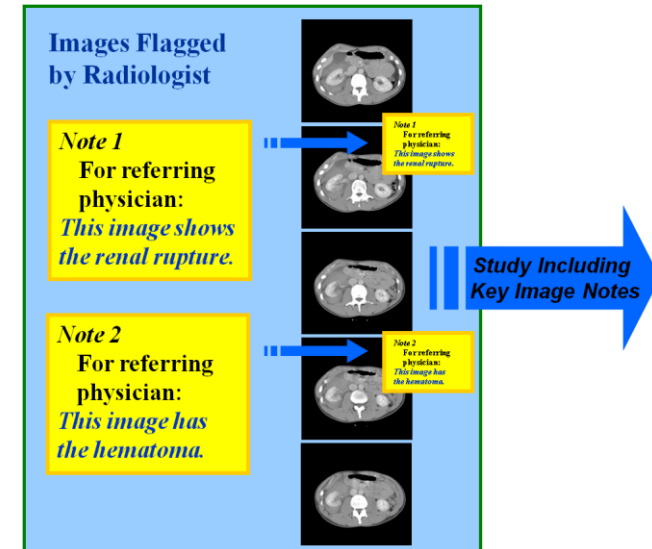 Images Flagged
by Radiologist
Note 1
For referring
physician:
This image shows
the renal rupture.
Note 1
For referring
physician:
This image shows
the renal rupture.
Study Including
Key Image Notes
Note 2
For referring
physician:
This image has
the hematoma.
Note 2
For referring
physician:
This image has
the hematoma.